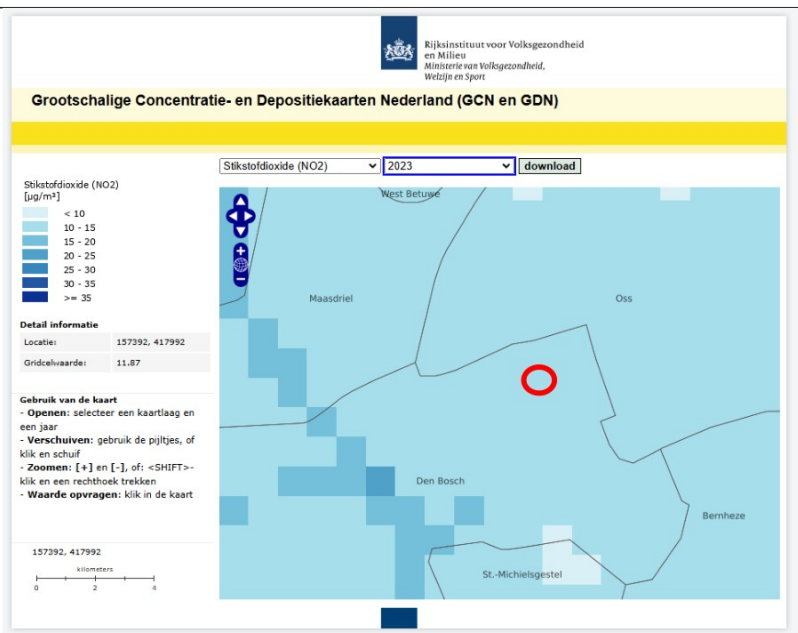 Rijksinstituut voor Volksgezondheid
en Milieu
Ministerie van Volksgezondheid,
Welzijn en Sport
Grootschalige Concentratie- en Depositiekaarten Nederland (GCN en GDN)
Stikstofdioxide (NO2)
2023
download
Stikstofdioxide (NO2)
[µg/m³]
< 10
10 - 15
15 - 20
20 - 25
25 - 30
30 - 35
>= 35
Detail informatie
Locatie: 157392, 417992
Gridcelwaarde: 11.87
Gebruik van de kaart
- Openen: selecteer een kaartlaag en
een jaar
- Verschuiven: gebruik de pijltjes, of
klik en schuif
- Zoomen: [+] en [-], of: <SHIFT>-
klik en een rechthoek trekken
- Waarde opvragen: klik in de kaart
157392, 417992
kilometers
0 2 4
West Betuwe
Maasdriel
Oss
Den Bosch
Bernheze
St.-Michielsgestel